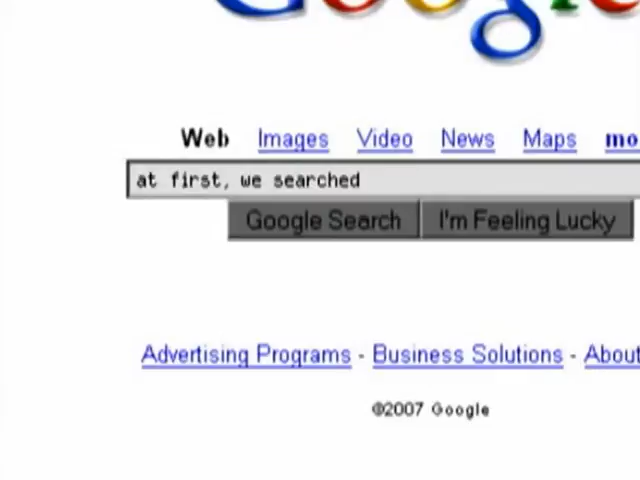 Google
Web Images Video News Maps mo
at first, we searched
Google Search I'm Feeling Lucky
Advertising Programs - Business Solutions - About
©2007 Google